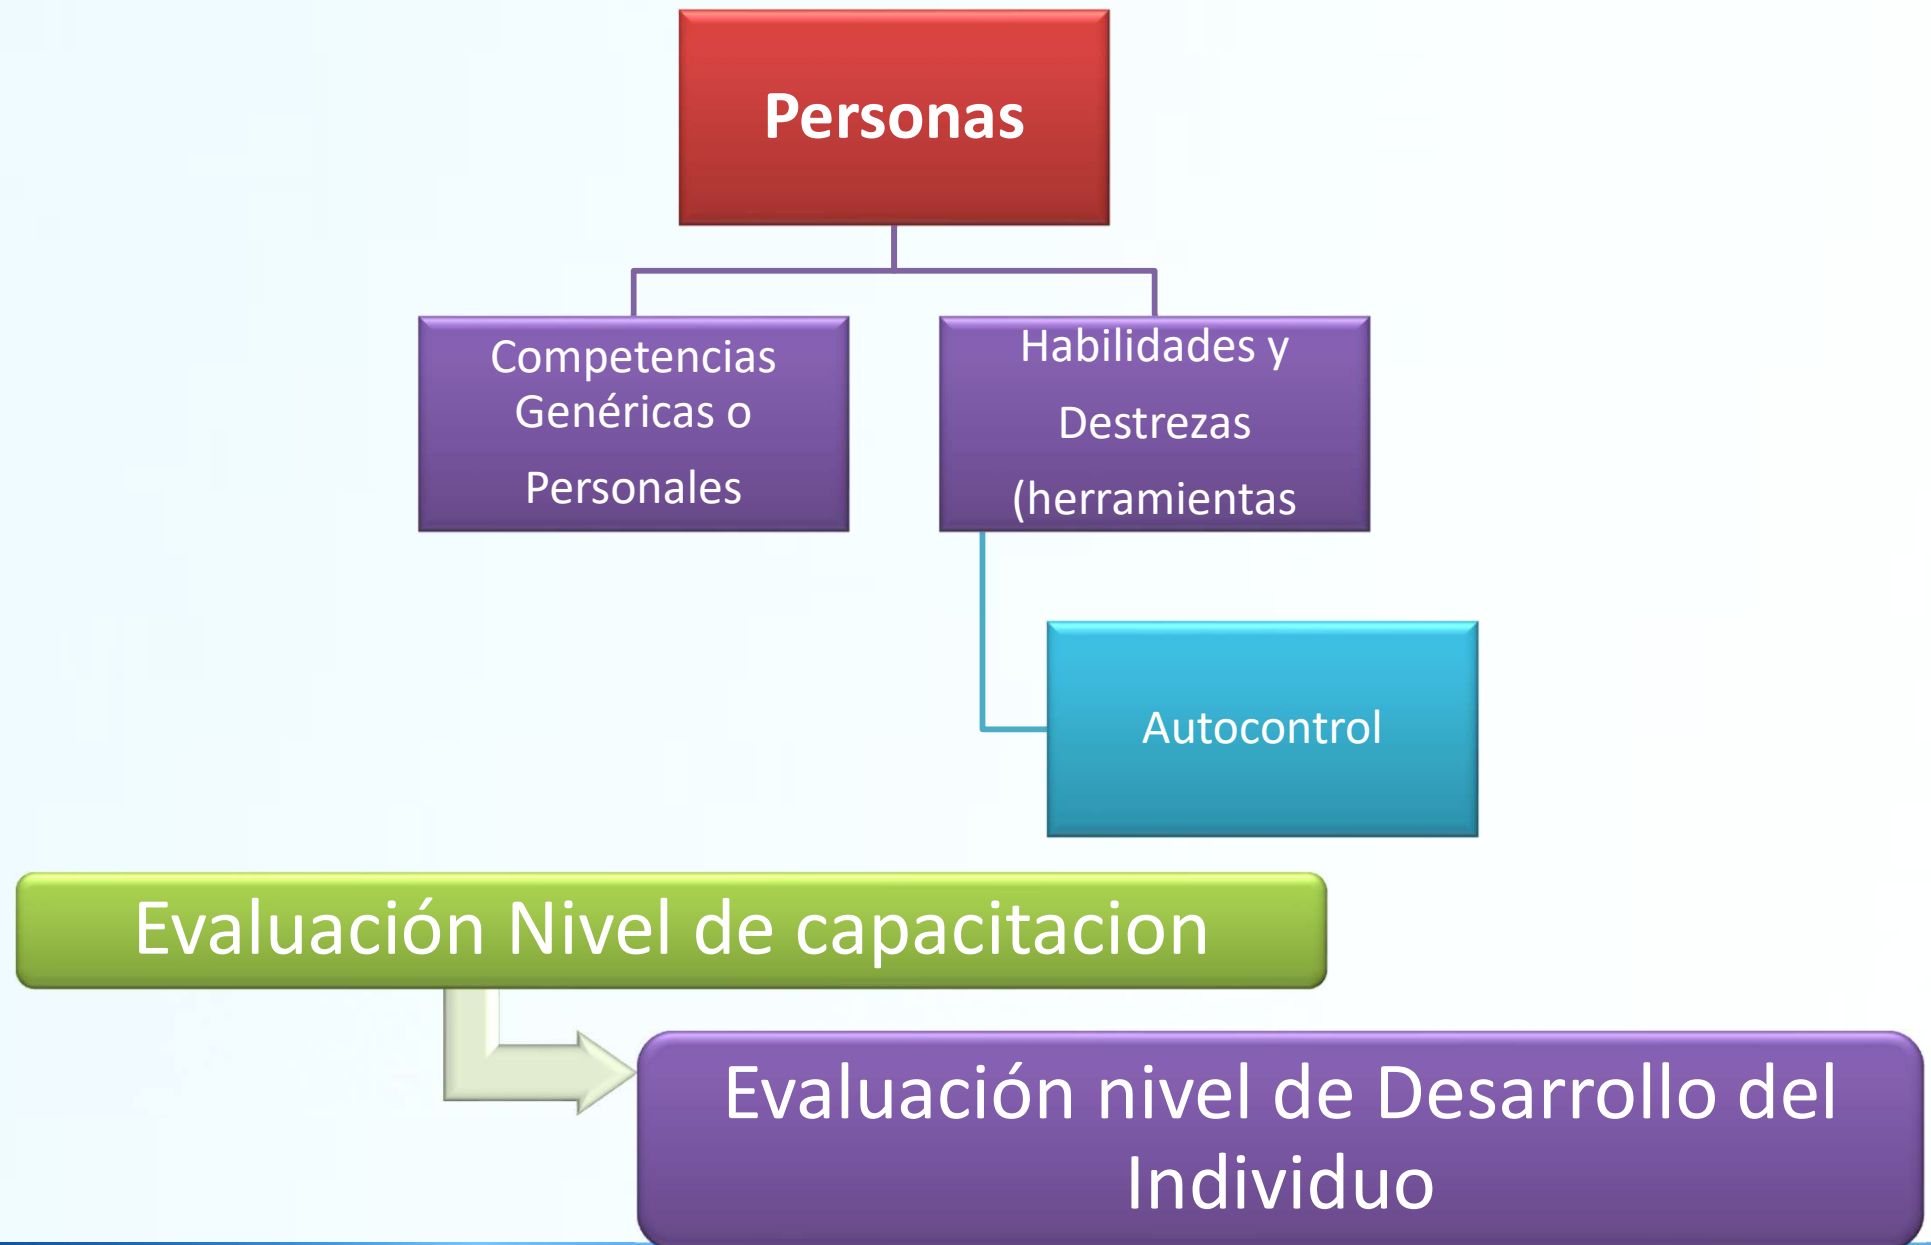 Personas
Competencias
Genéricas o
Personales
Habilidades y
Destrezas
(herramientas
Autocontrol
Evaluación Nivel de capacitacion
Evaluación nivel de Desarrollo del
Individuo